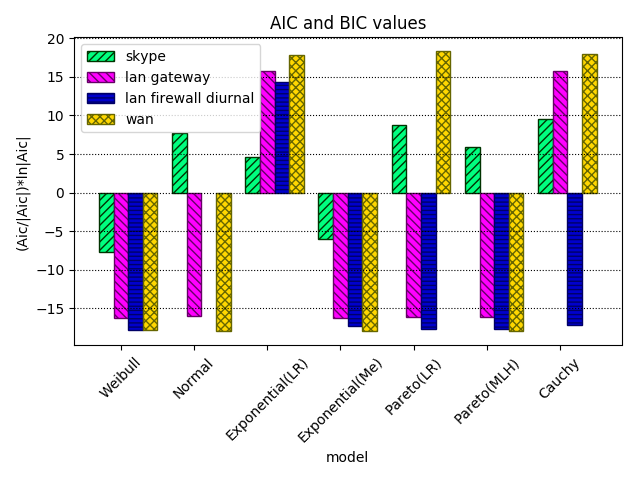 AIC and BIC values
20
15
10
5
0
−5
−10
−15
(Aic/|Aic|)*ln|Aic|
skype
lan gateway
lan firewall diurnal
wan
Weibull
Normal
Exponential(LR)
Exponential(Me)
Pareto(LR)
Pareto(MLH)
Cauchy
model